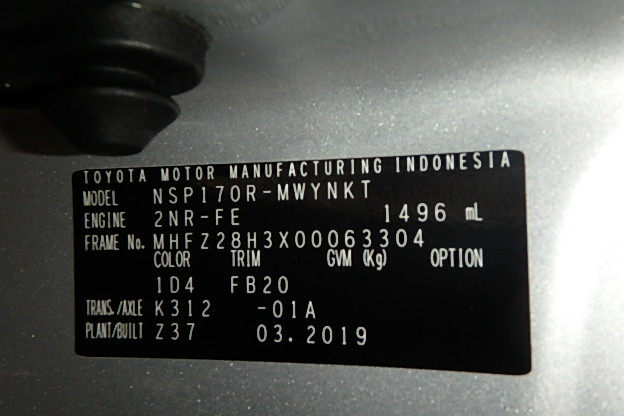 TOYOTA MOTOR MANUFACTURING INDONESIA
MODEL NSP170R-MWYNKT
ENGINE 2NR-FE 1496 mL
FRAME No. MHFZ28H3X00063304
COLOR TRIM GVM (Kg) OPTION
1D4 FB20
TRANS./AXLE K312 -01A
PLANT/BUILT Z37 03.2019